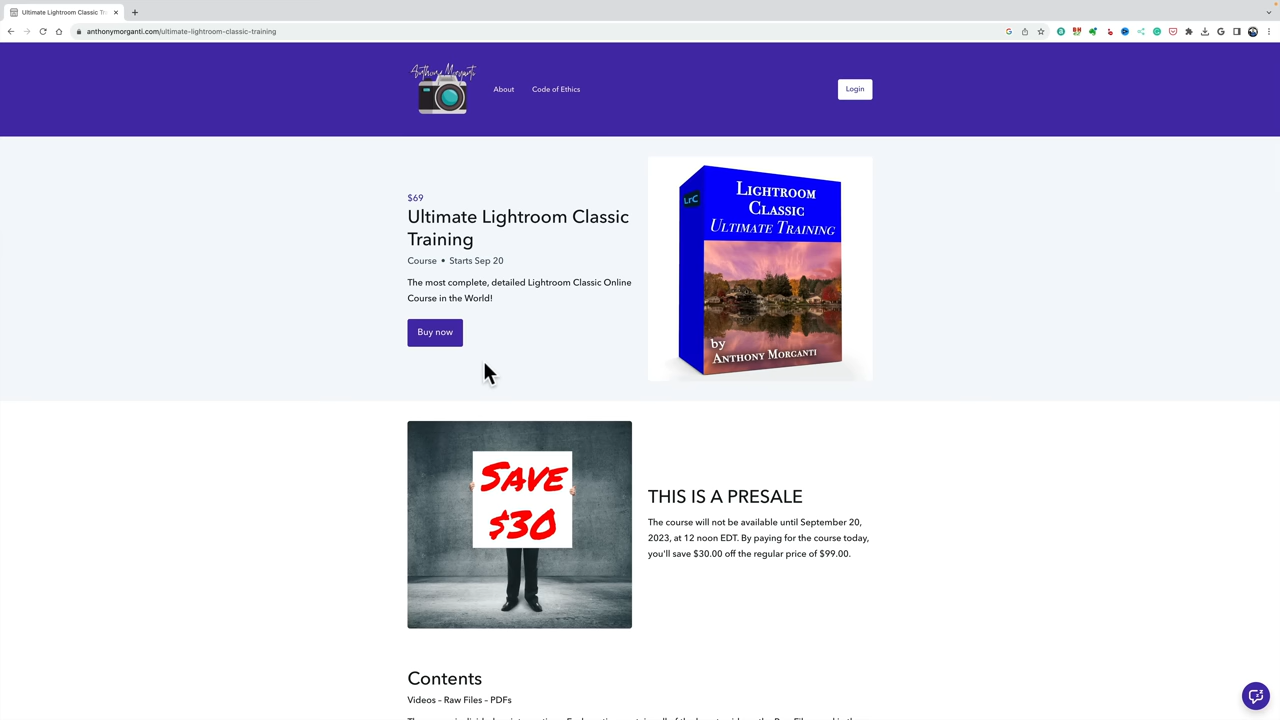 Ultimate Lightroom Classic Tr
anthonymorganti.com/ultimate-lightroom-classic-training
Anthony Morganti
About
Code of Ethics
Login
$69
Ultimate Lightroom Classic
Training
Course • Starts Sep 20
The most complete, detailed Lightroom Classic Online
Course in the World!
Buy now
LrC
Lightroom
Classic
Ultimate Training
by
Anthony Morganti
Save
$30
THIS IS A PRESALE
The course will not be available until September 20,
2023, at 12 noon EDT. By paying for the course today,
you'll save $30.00 off the regular price of $99.00.
Contents
Videos – Raw Files – PDFs